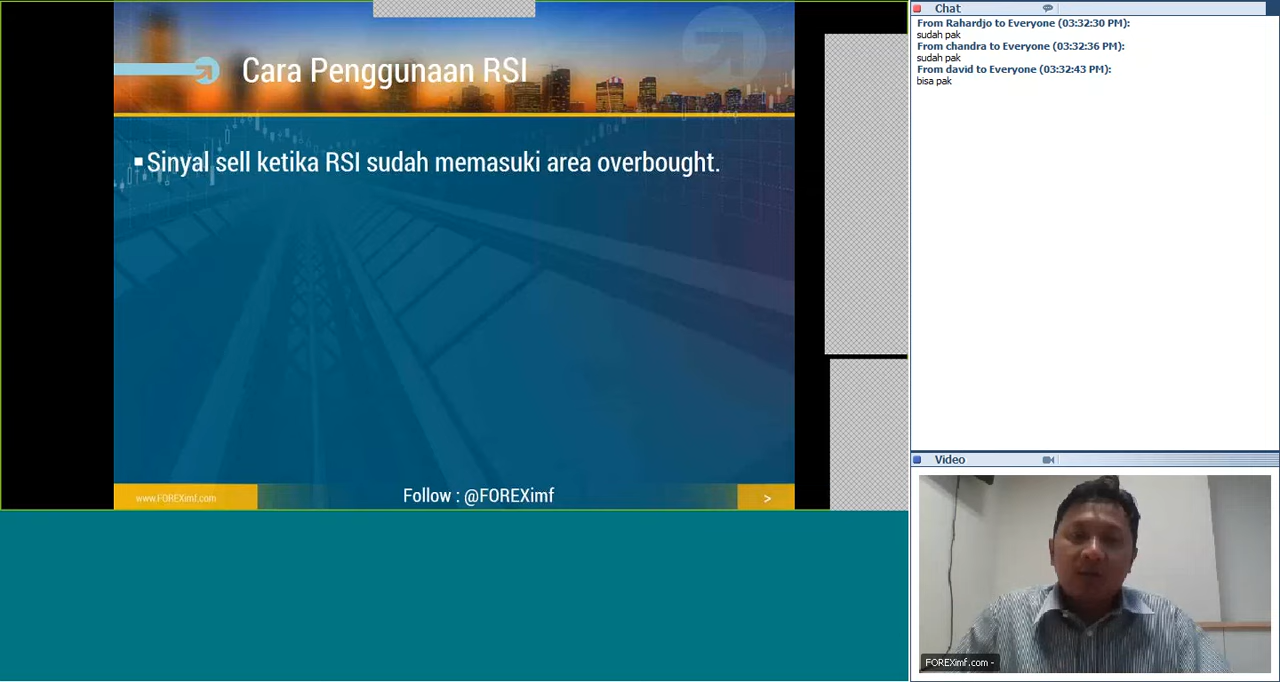 Cara Penggunaan RSI
▪Sinyal sell ketika RSI sudah memasuki area overbought.
www.FOREXimf.com
Follow : @FOREXimf
>
Chat
From Rahardjo to Everyone (03:32:30 PM):
sudah pak
From chandra to Everyone (03:32:36 PM):
sudah pak
From david to Everyone (03:32:43 PM):
bisa pak
Video
FOREXimf.com -